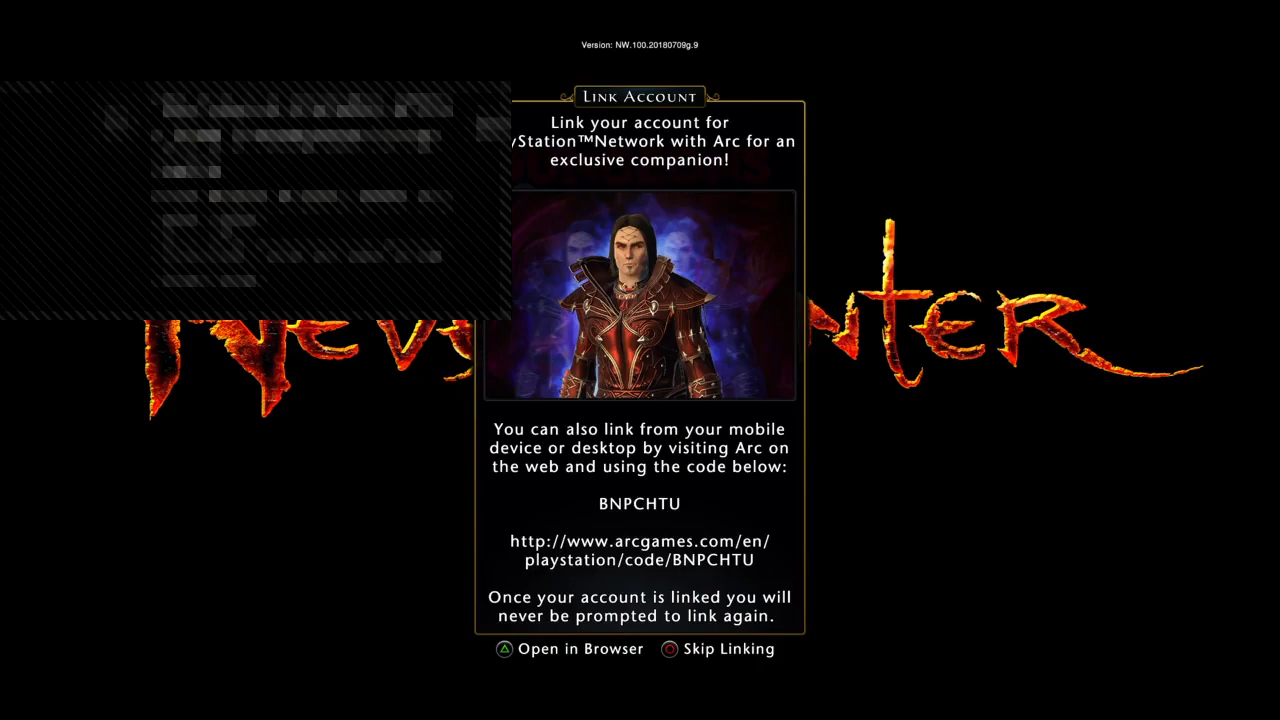 Version: NW.100.20180709g.9
Link Account
Link your account for
yStation™Network with Arc for an
exclusive companion!
You can also link from your mobile
device or desktop by visiting Arc on
the web and using the code below:
BNPCHTU
http://www.arcgames.com/en/
playstation/code/BNPCHTU
Once your account is linked you will
never be prompted to link again.
Open in Browser
Skip Linking